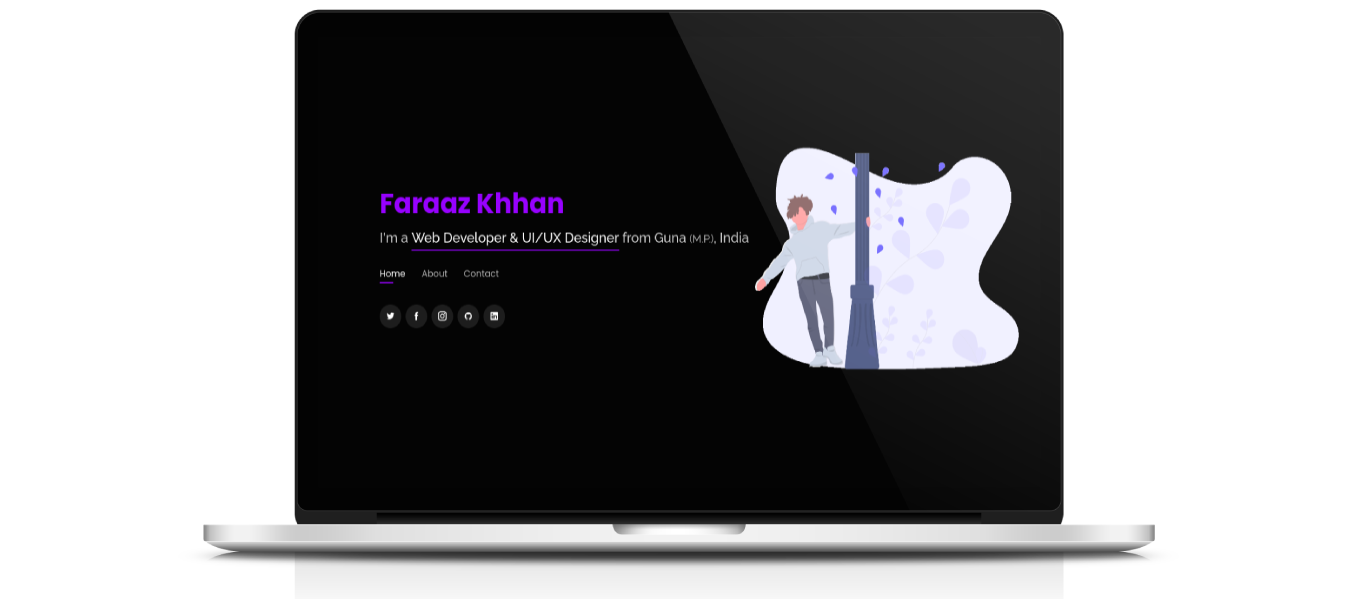 Faraaz Khhan
I'm a Web Developer & UI/UX Designer from Guna (M.P.), India
Home About Contact